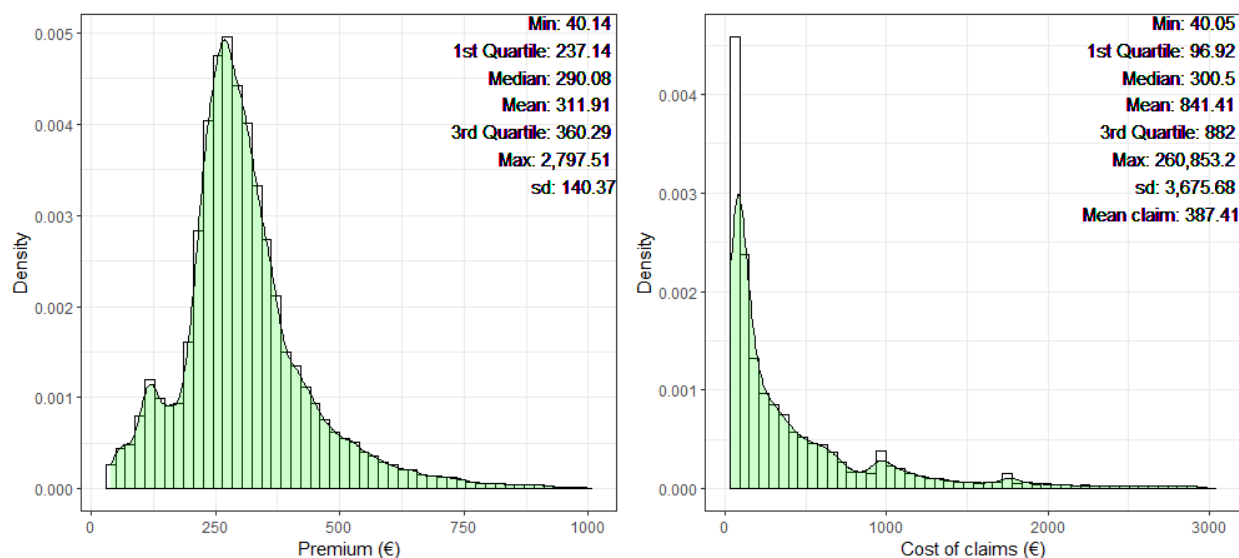 Min: 40.14
1st Quartile: 237.14
Median: 290.08
Mean: 311.91
3rd Quartile: 360.29
Max: 2,797.51
sd: 140.37
0.005
0.004
0.003
0.002
0.001
0.000
Density
0
250
500
750
1000
Premium (€)
Min: 40.05
1st Quartile: 96.92
Median: 300.5
Mean: 841.41
3rd Quartile: 882
Max: 260,853.2
sd: 3,675.68
Mean claim: 387.41
0.004
0.003
0.002
0.001
0.000
Density
0
1000
2000
3000
Cost of claims (€)